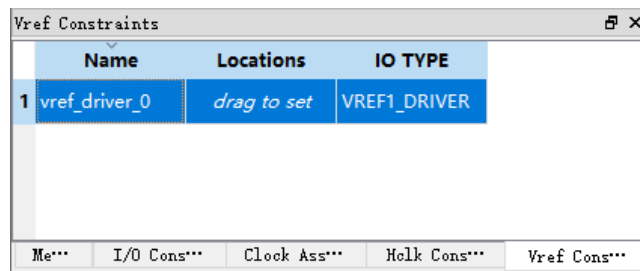 Vref Constraints
Name Locations IO TYPE
1 vref_driver_0 drag to set VREF1_DRIVER
Me··· I/O Cons··· Clock Ass··· Hclk Cons··· Vref Cons···